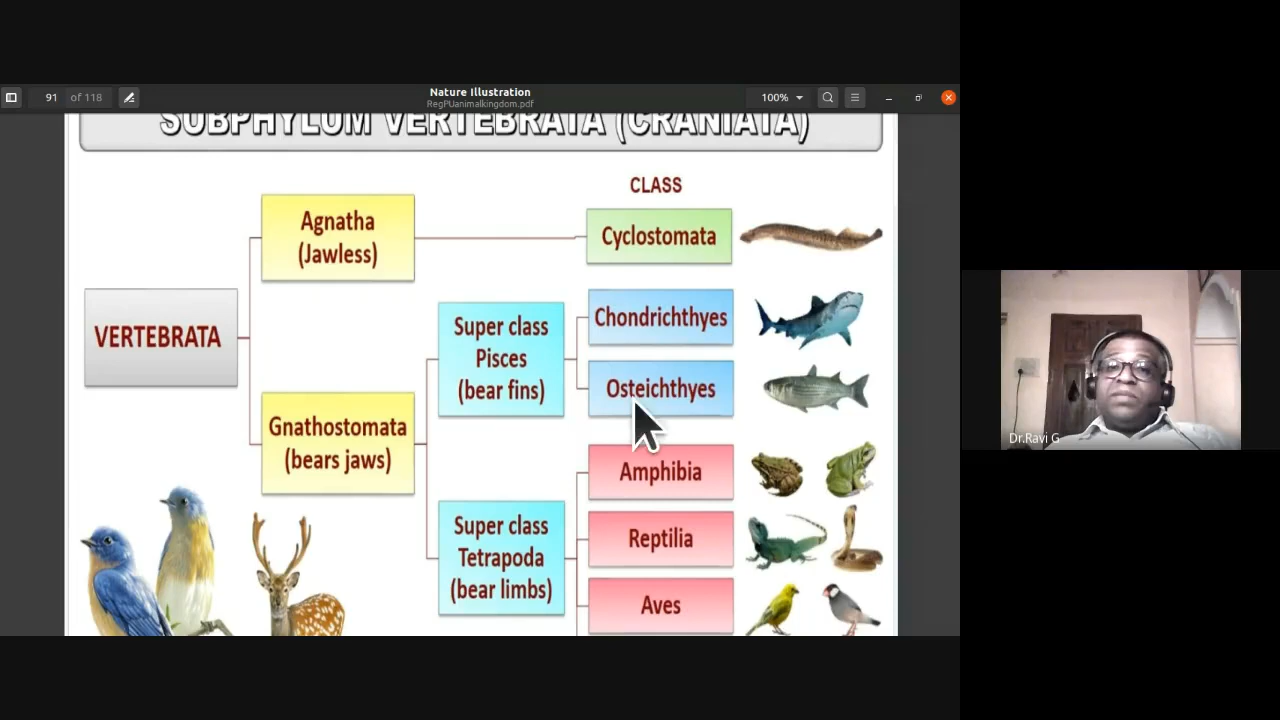 91 of 118
Nature Illustration
RegPUanimalkingdom.pdf
100%
SUBPHYLUM VERTEBRATA (CRANIATA)
CLASS
Agnatha
(Jawless)
Cyclostomata
VERTEBRATA
Super class
Pisces
(bear fins)
Chondrichthyes
Osteichthyes
Gnathostomata
(bears jaws)
Super class
Tetrapoda
(bear limbs)
Amphibia
Reptilia
Aves
Dr.Ravi G